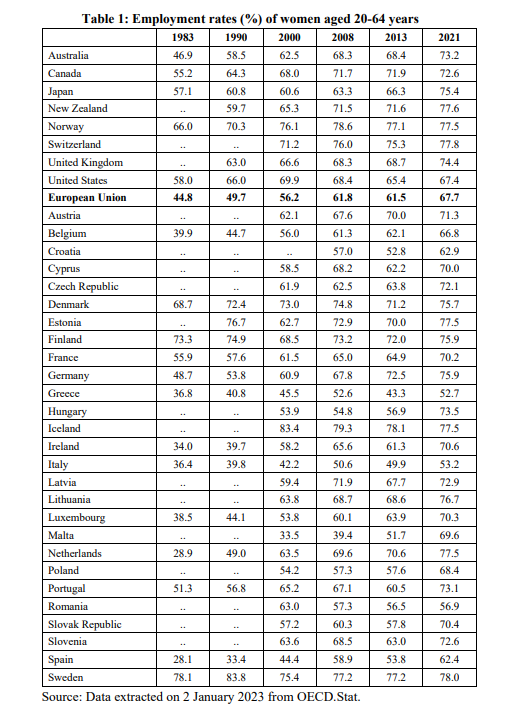 Table 1: Employment rates (%) of women aged 20-64 years
1983 1990 2000 2008 2013 2021
Australia 46.9 58.5 62.5 68.3 68.4 73.2
Canada 55.2 64.3 68.0 71.7 71.9 72.6
Japan 57.1 60.8 60.6 63.3 66.3 75.4
New Zealand .. 59.7 65.3 71.5 71.6 77.6
Norway 66.0 70.3 76.1 78.6 77.1 77.5
Switzerland .. .. 71.2 76.0 75.3 77.8
United Kingdom .. 63.0 66.6 68.3 68.7 74.4
United States 58.0 66.0 69.9 68.4 65.4 67.4
European Union 44.8 49.7 56.2 61.8 61.5 67.7
Austria .. .. 62.1 67.6 70.0 71.3
Belgium 39.9 44.7 56.0 61.3 62.1 66.8
Croatia .. .. .. 57.0 52.8 62.9
Cyprus .. .. 58.5 68.2 62.2 70.0
Czech Republic .. .. 61.9 62.5 63.8 72.1
Denmark 68.7 72.4 73.0 74.8 71.2 75.7
Estonia .. 76.7 62.7 72.9 70.0 77.5
Finland 73.3 74.9 68.5 73.2 72.0 75.9
France 55.9 57.6 61.5 65.0 64.9 70.2
Germany 48.7 53.8 60.9 67.8 72.5 75.9
Greece 36.8 40.8 45.5 52.6 43.3 52.7
Hungary .. .. 53.9 54.8 56.9 73.5
Iceland .. .. 83.4 79.3 78.1 77.5
Ireland 34.0 39.7 58.2 65.6 61.3 70.6
Italy 36.4 39.8 42.2 50.6 49.9 53.2
Latvia .. .. 59.4 71.9 67.7 72.9
Lithuania .. .. 63.8 68.7 68.6 76.7
Luxembourg 38.5 44.1 53.8 60.1 63.9 70.3
Malta .. .. 33.5 39.4 51.7 69.6
Netherlands 28.9 49.0 63.5 69.6 70.6 77.5
Poland .. .. 54.2 57.3 57.6 68.4
Portugal 51.3 56.8 65.2 67.1 60.5 73.1
Romania .. .. 63.0 57.3 56.5 56.9
Slovak Republic .. .. 57.2 60.3 57.8 70.4
Slovenia .. .. 63.6 68.5 63.0 72.6
Spain 28.1 33.4 44.4 58.9 53.8 62.4
Sweden 78.1 83.8 75.4 77.2 77.2 78.0
Source: Data extracted on 2 January 2023 from OECD.Stat.